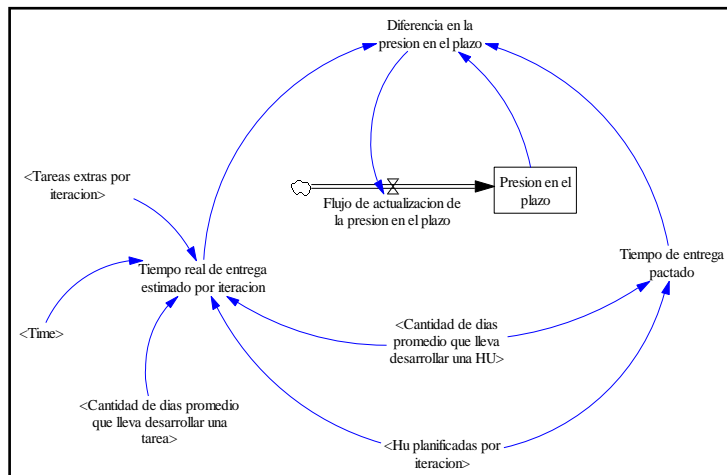 Diferencia en la
presion en el plazo
<Tareas extras por
iteracion>
Presion en el
plazo
Flujo de actualizacion de
la presion en el plazo
Tiempo real de entrega
estimado por iteracion
Tiempo de entrega
pactado
<Time>
<Cantidad de dias
promedio que lleva
desarrollar una HU>
<Cantidad de dias promedio
que lleva desarrollar una
tarea>
<Hu planificadas por
iteracion>